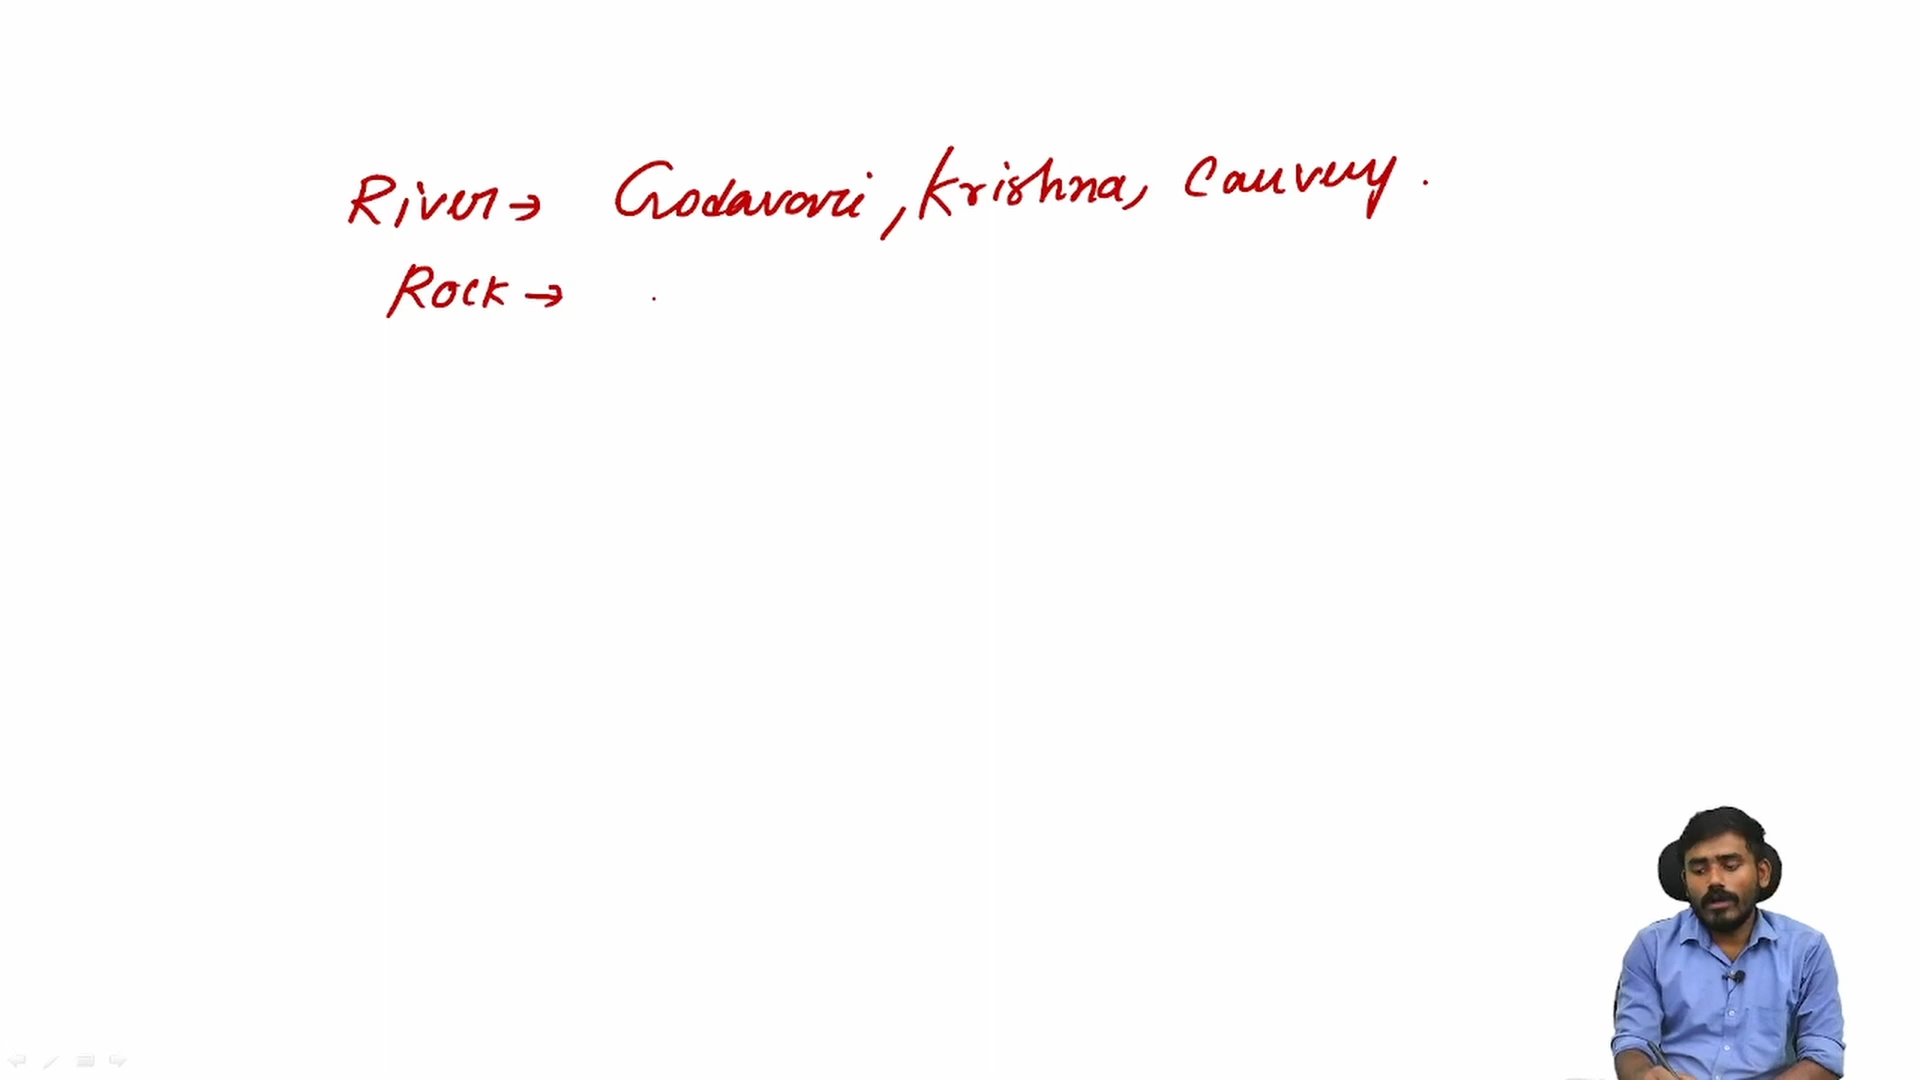 River → Godavari, Krishna, Cauvery.
Rock →